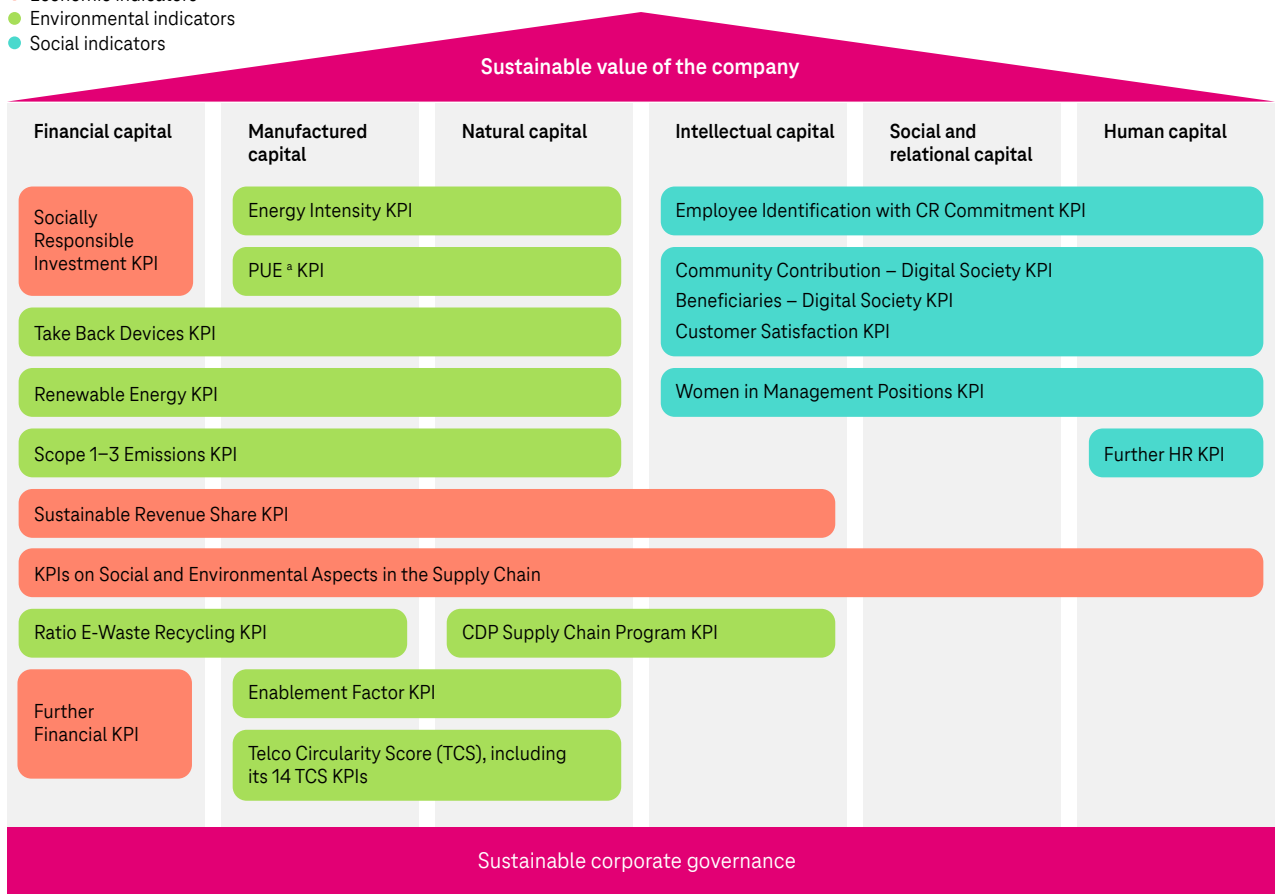 Economic indicators
Environmental indicators
Social indicators
Sustainable value of the company
Financial capital
Manufactured
capital
Natural capital
Intellectual capital
Social and
relational capital
Human capital
Socially
Responsible
Investment KPI
Energy Intensity KPI
PUE ª KPI
Take Back Devices KPI
Renewable Energy KPI
Scope 1–3 Emissions KPI
Employee Identification with CR Commitment KPI
Community Contribution – Digital Society KPI
Beneficiaries – Digital Society KPI
Customer Satisfaction KPI
Women in Management Positions KPI
Further HR KPI
Sustainable Revenue Share KPI
KPIs on Social and Environmental Aspects in the Supply Chain
Ratio E-Waste Recycling KPI
CDP Supply Chain Program KPI
Further
Financial KPI
Enablement Factor KPI
Telco Circularity Score (TCS), including
its 14 TCS KPIs
Sustainable corporate governance